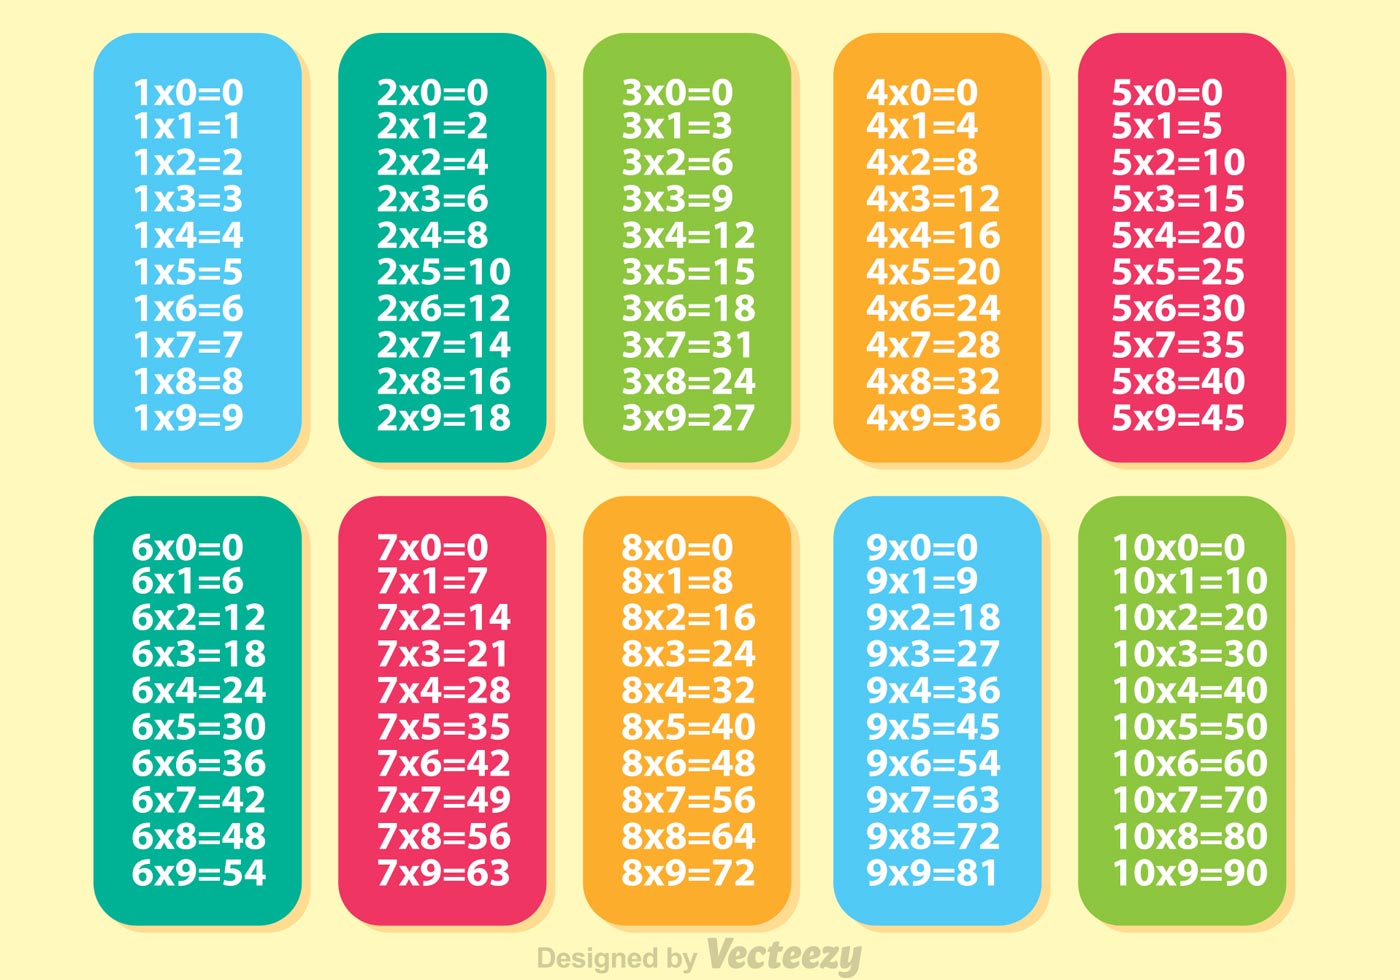 1x0=0
1x1=1
1x2=2
1x3=3
1x4=4
1x5=5
1x6=6
1x7=7
1x8=8
1x9=9
2x0=0
2x1=2
2x2=4
2x3=6
2x4=8
2x5=10
2x6=12
2x7=14
2x8=16
2x9=18
3x0=0
3x1=3
3x2=6
3x3=9
3x4=12
3x5=15
3x6=18
3x7=31
3x8=24
3x9=27
4x0=0
4x1=4
4x2=8
4x3=12
4x4=16
4x5=20
4x6=24
4x7=28
4x8=32
4x9=36
5x0=0
5x1=5
5x2=10
5x3=15
5x4=20
5x5=25
5x6=30
5x7=35
5x8=40
5x9=45
6x0=0
6x1=6
6x2=12
6x3=18
6x4=24
6x5=30
6x6=36
6x7=42
6x8=48
6x9=54
7x0=0
7x1=7
7x2=14
7x3=21
7x4=28
7x5=35
7x6=42
7x7=49
7x8=56
7x9=63
8x0=0
8x1=8
8x2=16
8x3=24
8x4=32
8x5=40
8x6=48
8x7=56
8x8=64
8x9=72
9x0=0
9x1=9
9x2=18
9x3=27
9x4=36
9x5=45
9x6=54
9x7=63
9x8=72
9x9=81
10x0=0
10x1=10
10x2=20
10x3=30
10x4=40
10x5=50
10x6=60
10x7=70
10x8=80
10x9=90
Designed by Vecteezy